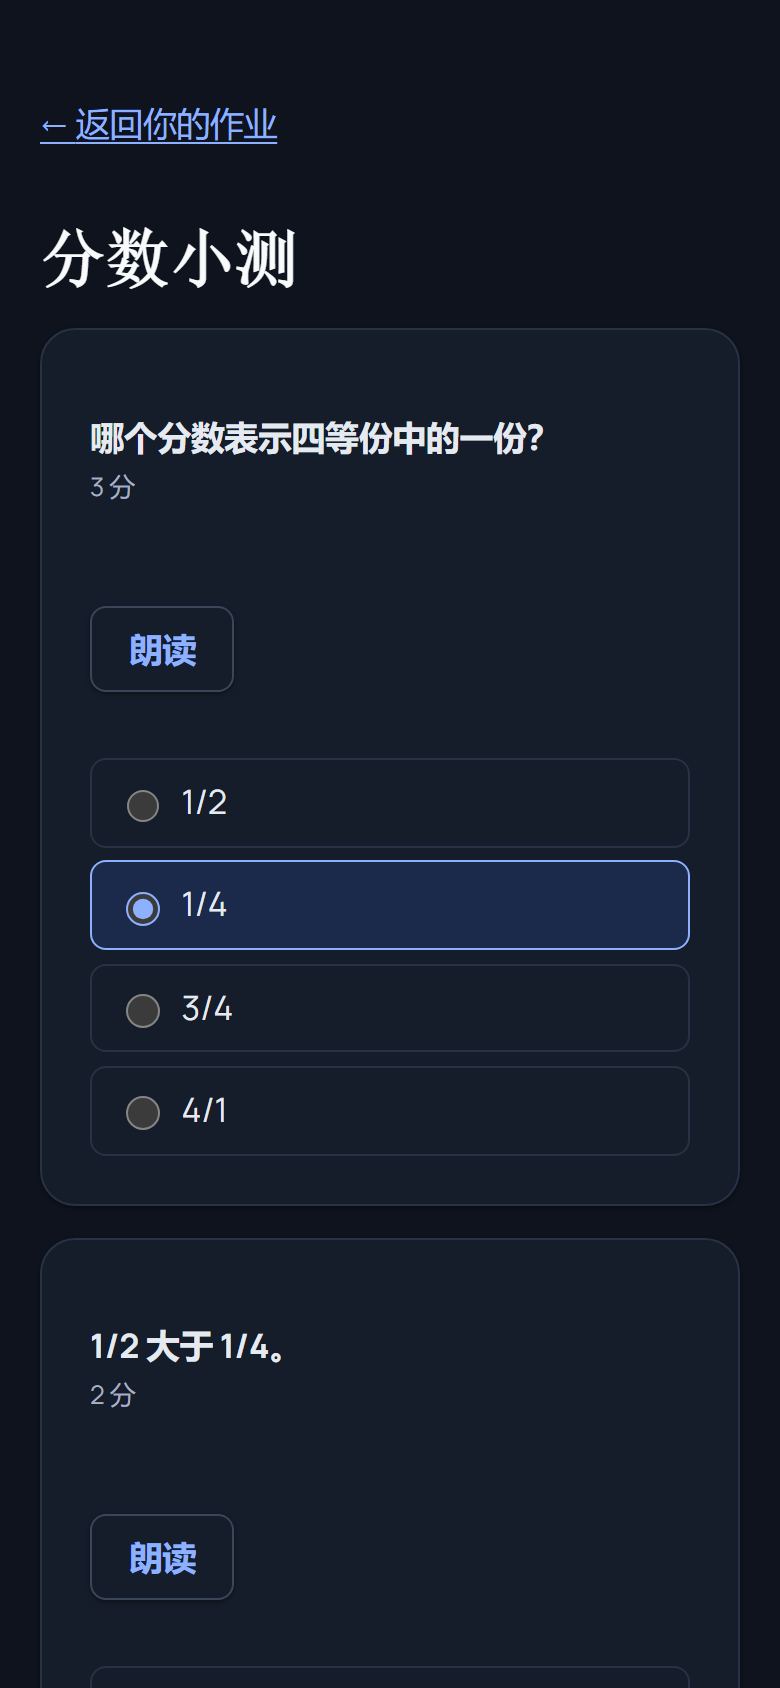 ← 返回你的作业
分数小测
哪个分数表示四等份中的一份?
3 分
朗读
1/2
1/4
3/4
4/1
1/2 大于 1/4。
2 分
朗读